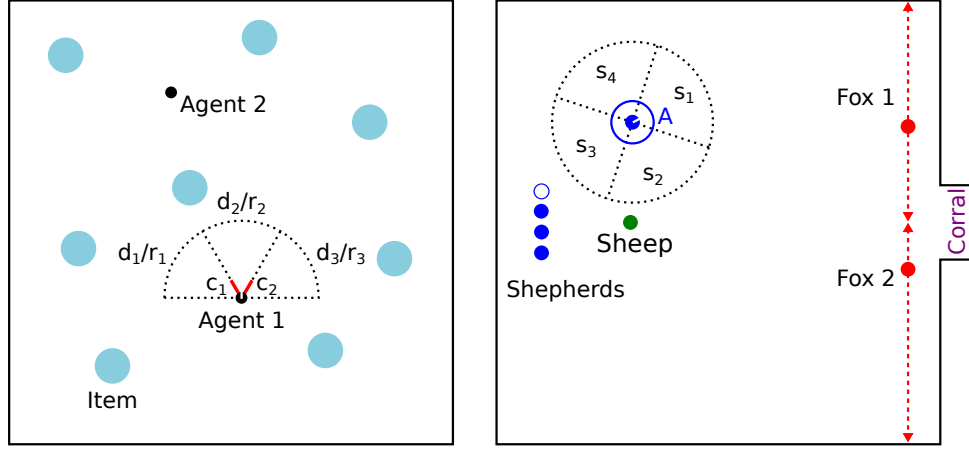 Agent 2
d₂/r₂
d₁/r₁
d₃/r₃
c₁
c₂
Agent 1
Item
s₄
s₁
A
s₃
s₂
Sheep
Shepherds
Fox 1
Fox 2
Corral